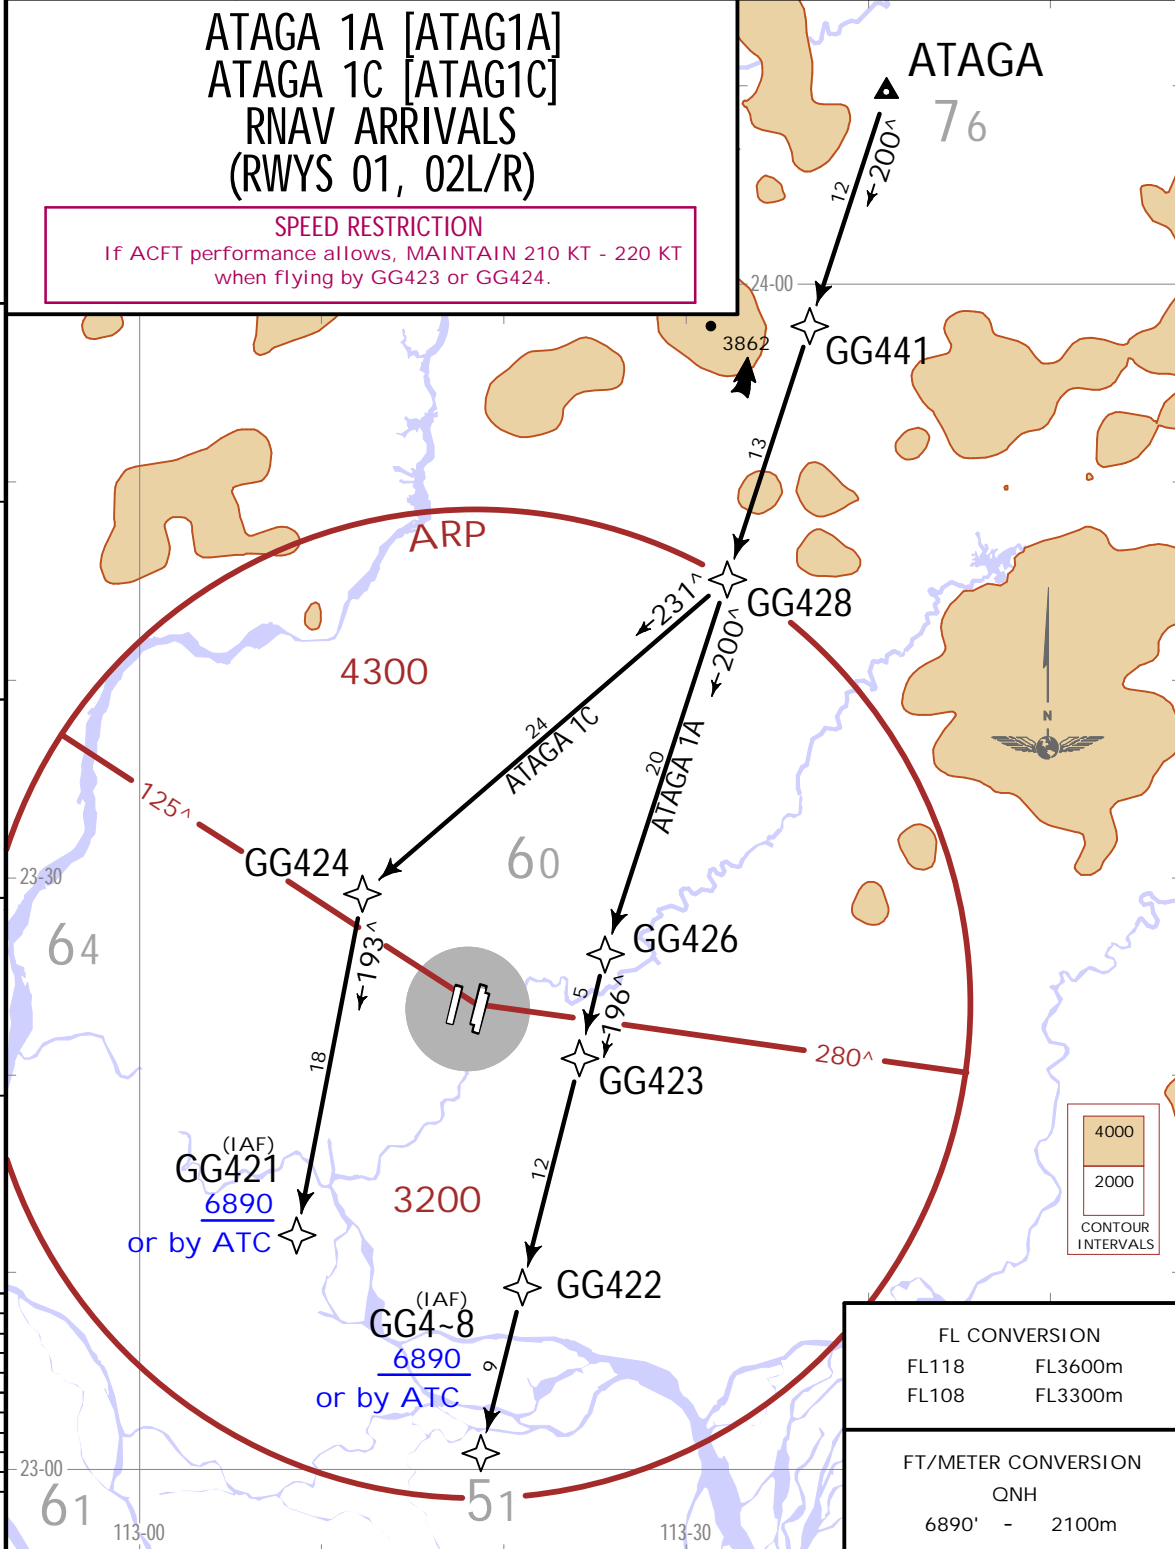 ATAGA 1A [ATAG1A]
ATAGA 1C [ATAG1C]
RNAV ARRIVALS
(RWYS 01, 02L/R)
SPEED RESTRICTION
If ACFT performance allows, MAINTAIN 210 KT - 220 KT
when flying by GG423 or GG424.
ATAGA
76
200^
12
24-00
3862
GG441
13
ARP
231^
GG428
200^
4300
24
ATAGA 1C
20
ATAGA 1A
N
125^
60
GG424
23-30
64
193^
GG426
5
196^
280^
18
GG423
(IAF)
GG421
6890
or by ATC
12
3200
4000
2000
CONTOUR
INTERVALS
GG422
(IAF)
GG4~8
6890
or by ATC
9
FL CONVERSION
FL118 FL3600m
FL108 FL3300m
FT/METER CONVERSION
QNH
6890' - 2100m
23-00
61
51
113-00
113-30